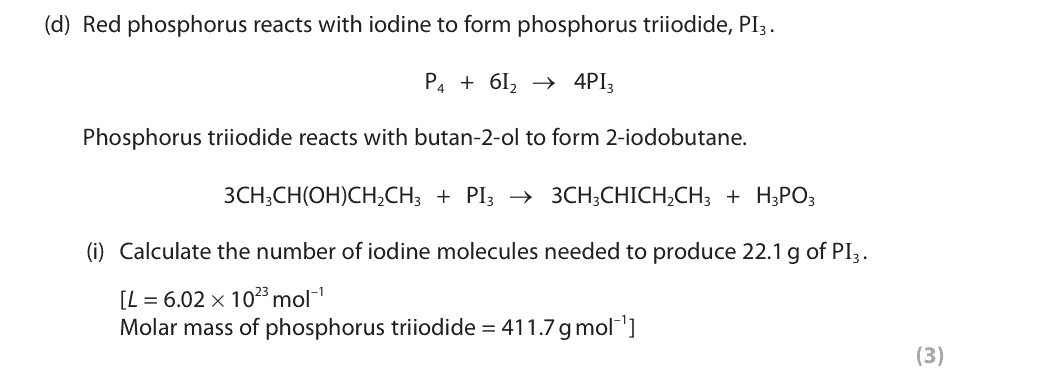 (d) Red phosphorus reacts with iodine to form phosphorus triiodide, PI₃.
P₄ + 6I₂ → 4PI₃
Phosphorus triiodide reacts with butan-2-ol to form 2-iodobutane.
3CH₃CH(OH)CH₂CH₃ + PI₃ → 3CH₃CHICH₂CH₃ + H₃PO₃
(i) Calculate the number of iodine molecules needed to produce 22.1 g of PI₃.
[L = 6.02 × 10²³ mol⁻¹
Molar mass of phosphorus triiodide = 411.7 g mol⁻¹]
(3)